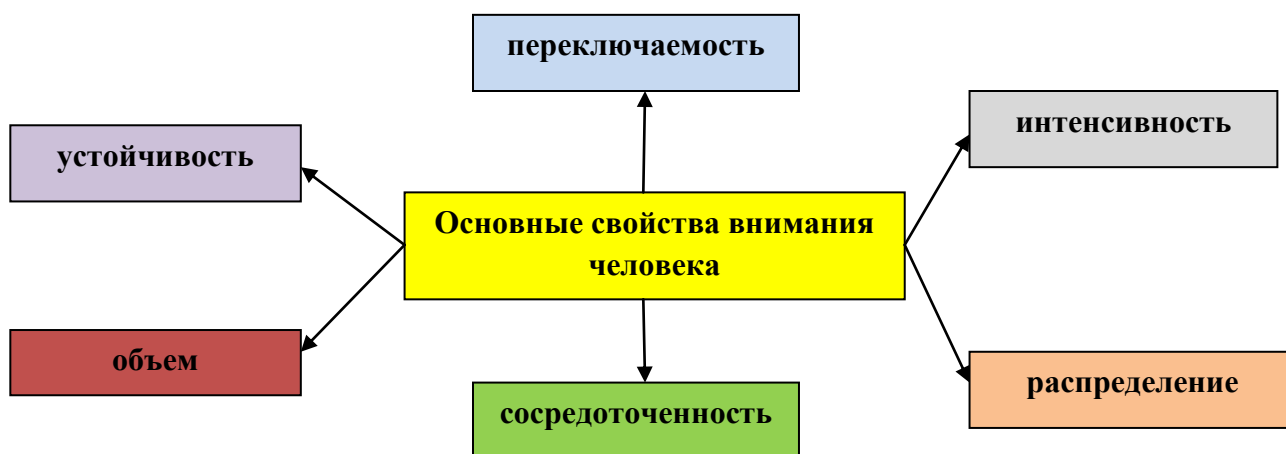 переключаемость
интенсивность
устойчивость
Основные свойства внимания
человека
объем
распределение
сосредоточенность